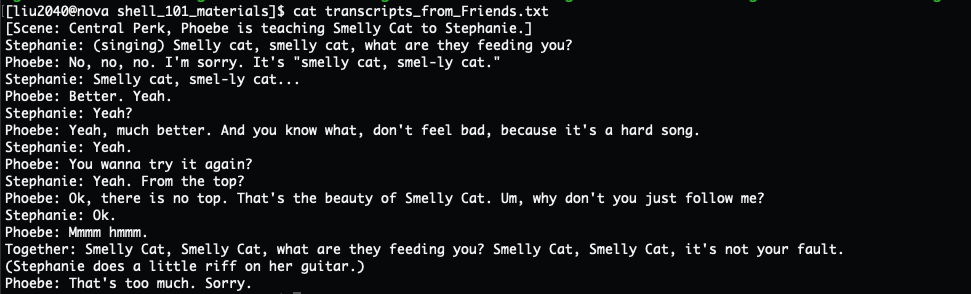 [liu2040@nova shell_101_materials]$ cat transcripts_from_Friends.txt
[Scene: Central Perk, Phoebe is teaching Smelly Cat to Stephanie.]
Stephanie: (singing) Smelly cat, smelly cat, what are they feeding you?
Phoebe: No, no, no. I'm sorry. It's "smelly cat, smel-ly cat."
Stephanie: Smelly cat, smel-ly cat...
Phoebe: Better. Yeah.
Stephanie: Yeah?
Phoebe: Yeah, much better. And you know what, don't feel bad, because it's a hard song.
Stephanie: Yeah.
Phoebe: You wanna try it again?
Stephanie: Yeah. From the top?
Phoebe: Ok, there is no top. That's the beauty of Smelly Cat. Um, why don't you just follow me?
Stephanie: Ok.
Phoebe: Mmmm hmmm.
Together: Smelly Cat, Smelly Cat, what are they feeding you? Smelly Cat, Smelly Cat, it's not your fault.
(Stephanie does a little riff on her guitar.)
Phoebe: That's too much. Sorry.